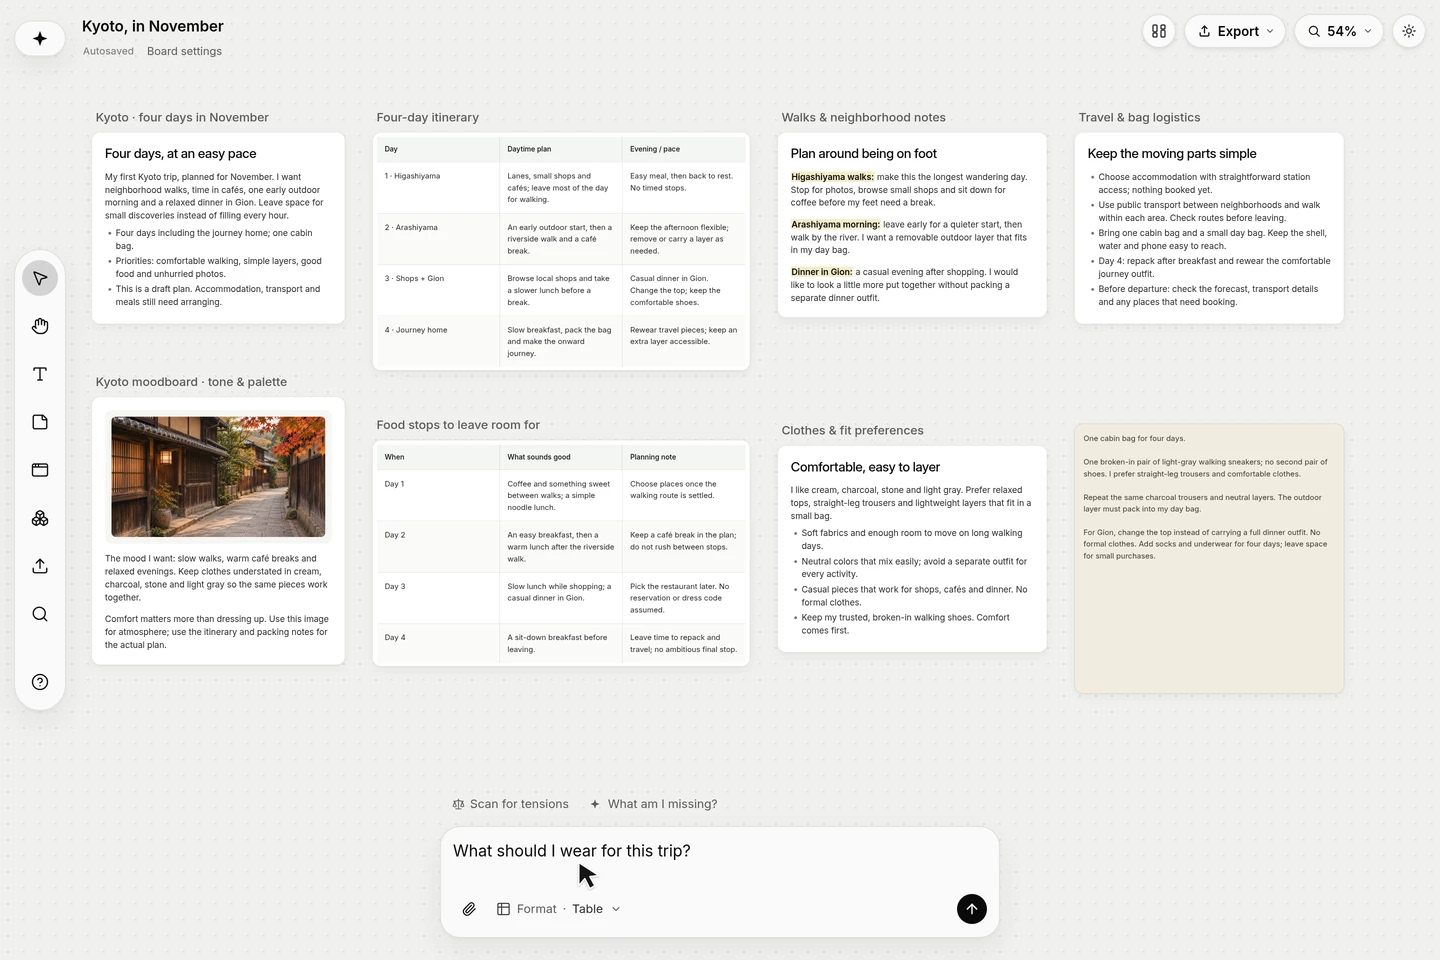 Kyoto, in November
Autosaved Board settings
Export
54%
Kyoto · four days in November
Four days, at an easy pace
My first Kyoto trip, planned for November. I want
neighborhood walks, time in cafés, one early outdoor
morning and a relaxed dinner in Gion. Leave space for
small discoveries instead of filling every hour.
• Four days including the journey home; one cabin
bag.
• Priorities: comfortable walking, simple layers, good
food and unhurried photos.
• This is a draft plan. Accommodation, transport and
meals still need arranging.
Four-day itinerary
Day Daytime plan Evening / pace
1 · Higashiyama Lanes, small shops and Easy meal, then back to rest.
cafés; leave most of the day No timed stops.
for walking.
2 · Arashiyama An early outdoor start, then a Keep the afternoon flexible;
riverside walk and a café remove or carry a layer as
break. needed.
3 · Shops + Gion Browse local shops and take Casual dinner in Gion.
a slower lunch before a Change the top; keep the
break. comfortable shoes.
4 · Journey home Slow breakfast, pack the bag Rewear travel pieces; keep an
and make the onward extra layer accessible.
journey.
Walks & neighborhood notes
Plan around being on foot
Higashiyama walks: make this the longest wandering day.
Stop for photos, browse small shops and sit down for
coffee before my feet need a break.
Arashiyama morning: leave early for a quieter start, then
walk by the river. I want a removable outdoor layer that fits
in my day bag.
Dinner in Gion: a casual evening after shopping. I would
like to look a little more put together without packing a
separate dinner outfit.
Travel & bag logistics
Keep the moving parts simple
• Choose accommodation with straightforward station
access; nothing booked yet.
• Use public transport between neighborhoods and walk
within each area. Check routes before leaving.
• Bring one cabin bag and a small day bag. Keep the shell,
water and phone easy to reach.
• Day 4: repack after breakfast and rewear the comfortable
journey outfit.
• Before departure: check the forecast, transport details
and any places that need booking.
Kyoto moodboard · tone & palette
The mood I want: slow walks, warm café breaks and
relaxed evenings. Keep clothes understated in cream,
charcoal, stone and light gray so the same pieces work
together.
Comfort matters more than dressing up. Use this image
for atmosphere; use the itinerary and packing notes for
the actual plan.
Food stops to leave room for
When What sounds good Planning note
Day 1 Coffee and something sweet Choose places once the
between walks; a simple walking route is settled.
noodle lunch.
Day 2 An easy breakfast, then a Keep a café break in the plan;
warm lunch after the riverside do not rush between stops.
walk.
Day 3 Slow lunch while shopping; a Pick the restaurant later. No
casual dinner in Gion. reservation or dress code
assumed.
Day 4 A sit-down breakfast before Leave time to repack and
leaving. travel; no ambitious final stop.
Clothes & fit preferences
Comfortable, easy to layer
I like cream, charcoal, stone and light gray. Prefer relaxed
tops, straight-leg trousers and lightweight layers that fit in a
small bag.
• Soft fabrics and enough room to move on long walking
days.
• Neutral colors that mix easily; avoid a separate outfit for
every activity.
• Casual pieces that work for shops, cafés and dinner. No
formal clothes.
• Keep my trusted, broken-in walking shoes. Comfort
comes first.
One cabin bag for four days.
One broken-in pair of light-gray walking sneakers; no second pair of
shoes. I prefer straight-leg trousers and comfortable clothes.
Repeat the same charcoal trousers and neutral layers. The outdoor
layer must pack into my day bag.
For Gion, change the top instead of carrying a full dinner outfit. No
formal clothes. Add socks and underwear for four days; leave space
for small purchases.
Scan for tensions What am I missing?
What should I wear for this trip?
Format · Table